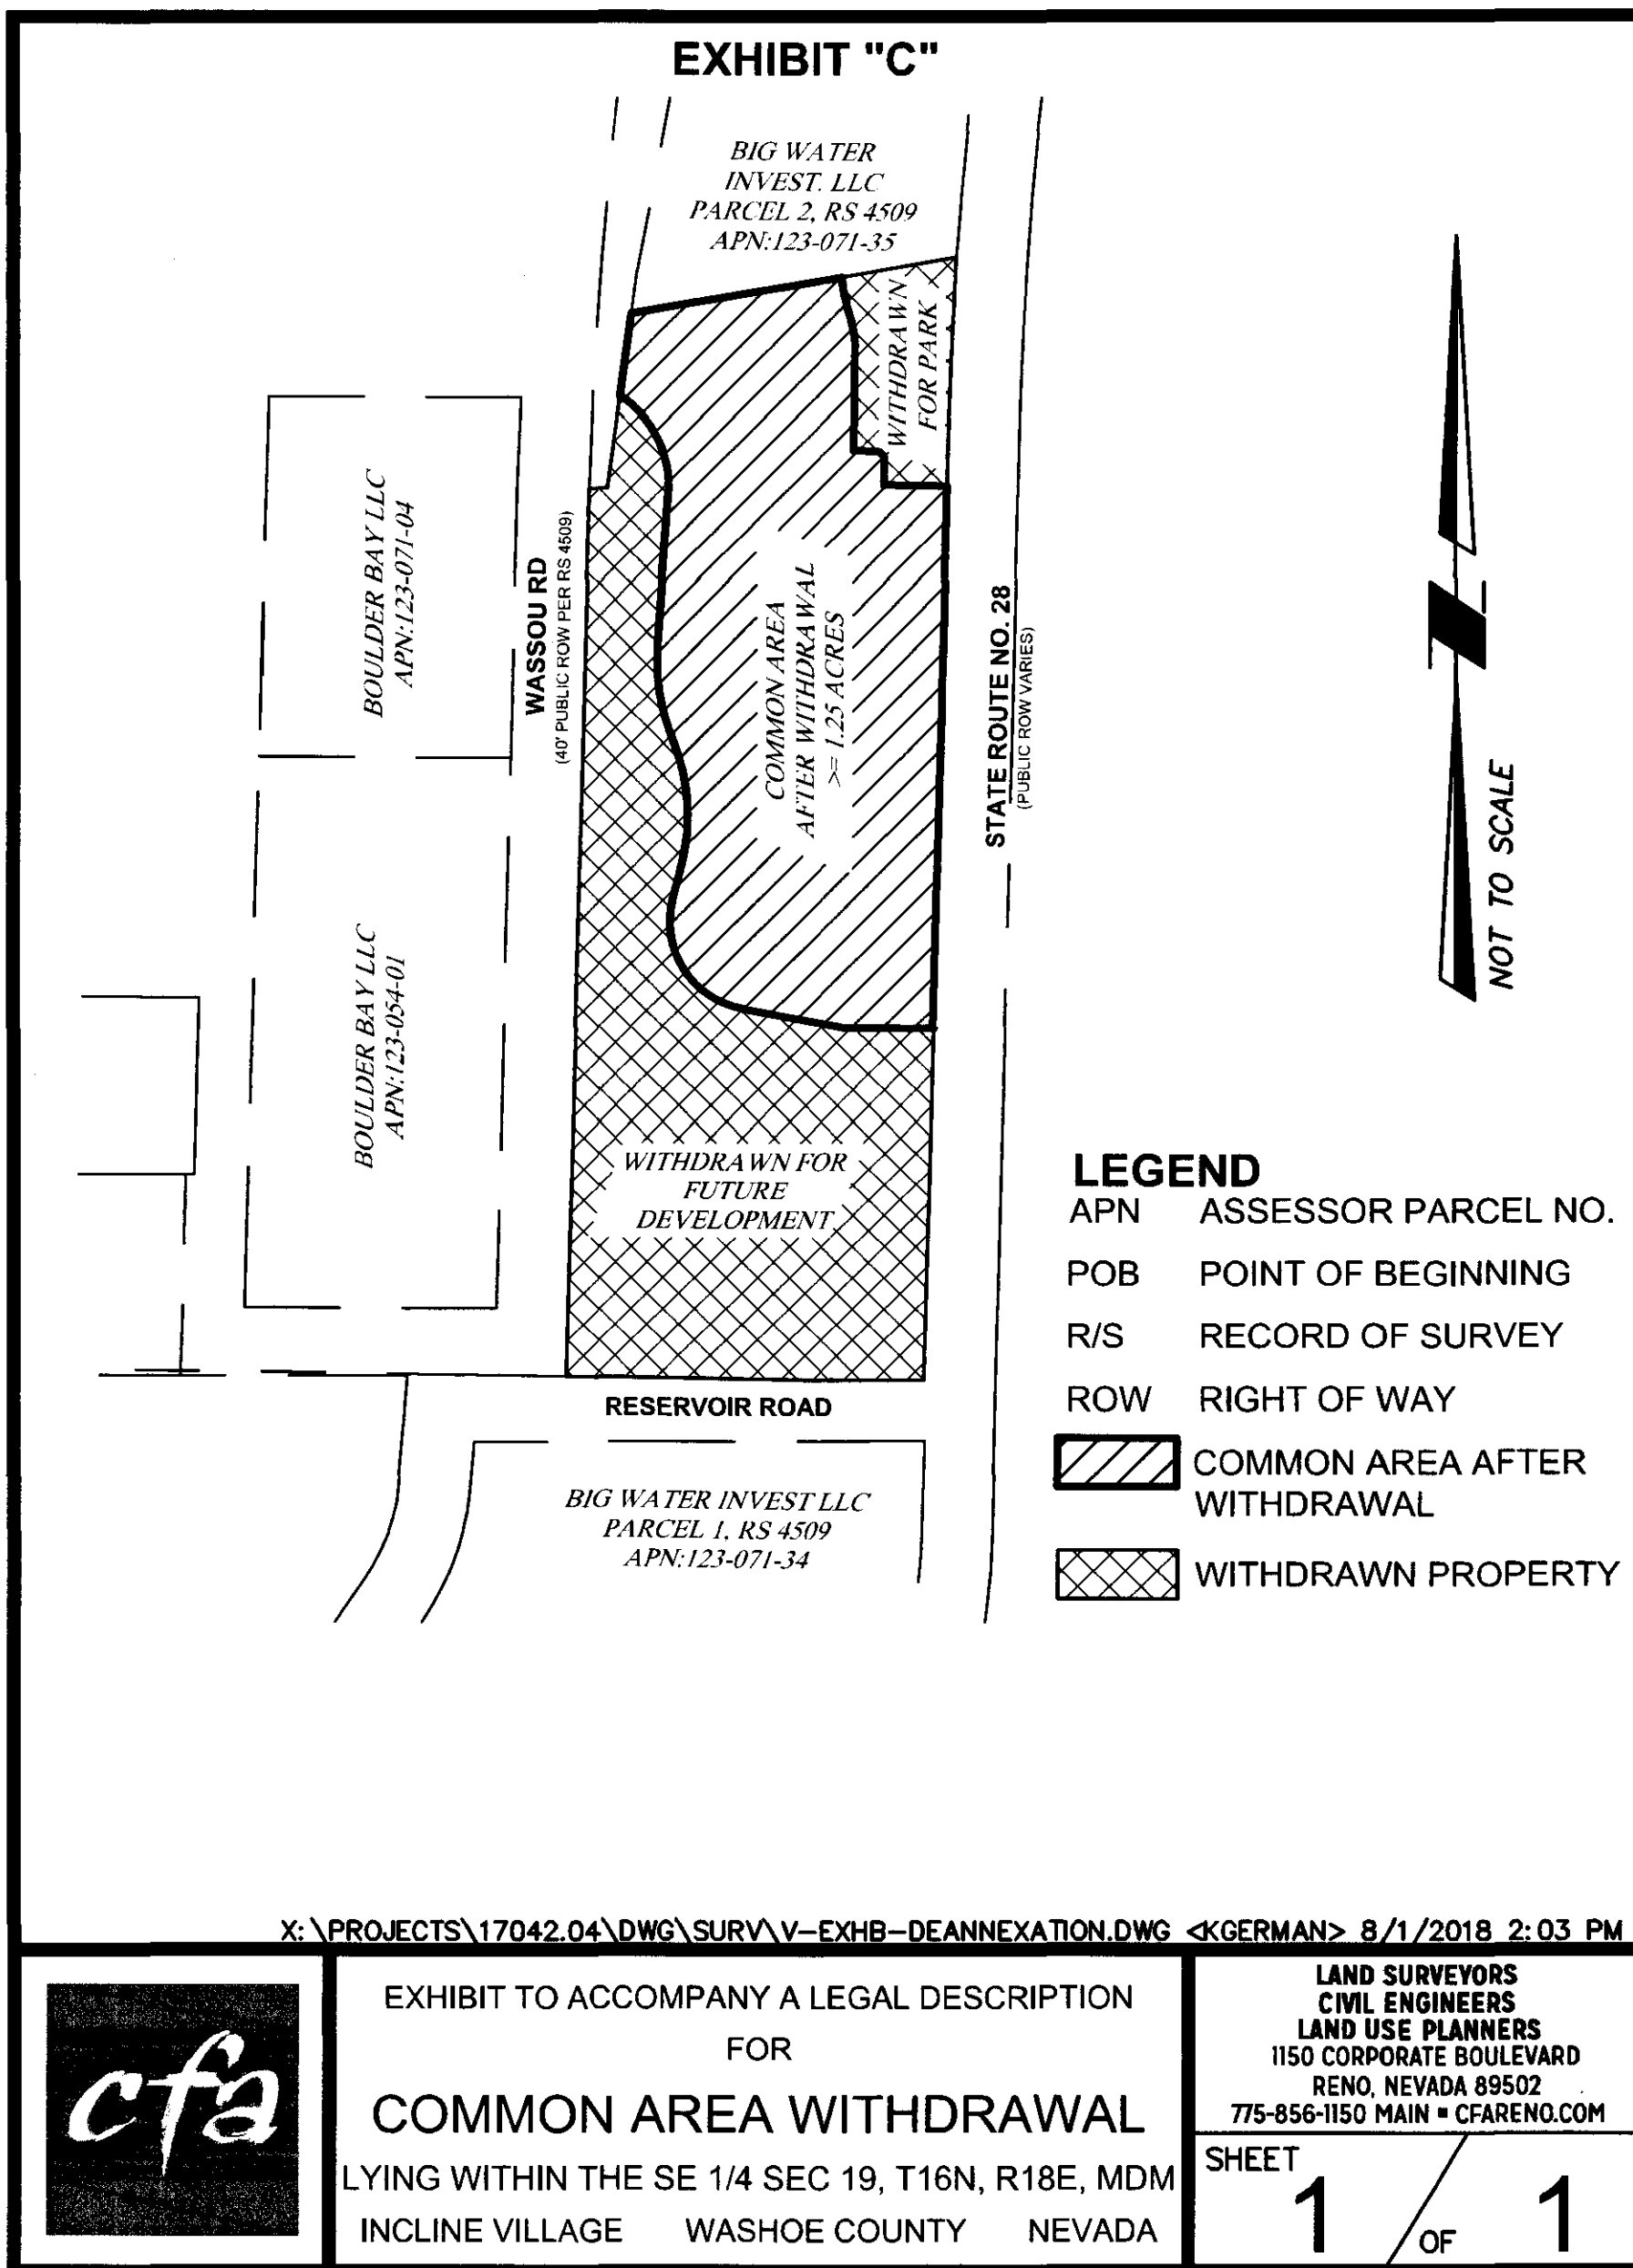 EXHIBIT "C"
BIG WATER
INVEST. LLC
PARCEL 2, RS 4509
APN:123-071-35
WITHDRAWN
FOR PARK
BOULDER BAY LLC
APN:123-071-04
WASSOU RD
(40' PUBLIC ROW PER RS 4509)
COMMON AREA
AFTER WITHDRAWAL
>= 1.25 ACRES
STATE ROUTE NO. 28
(PUBLIC ROW VARIES)
N
NOT TO SCALE
BOULDER BAY LLC
APN:123-054-01
WITHDRAWN FOR
FUTURE
DEVELOPMENT
RESERVOIR ROAD
BIG WATER INVEST LLC
PARCEL 1, RS 4509
APN:123-071-34
LEGEND
APN ASSESSOR PARCEL NO.
POB POINT OF BEGINNING
R/S RECORD OF SURVEY
ROW RIGHT OF WAY
COMMON AREA AFTER
WITHDRAWAL
WITHDRAWN PROPERTY
X:\PROJECTS\17042.04\DWG\SURV\V-EXHB-DEANNEXATION.DWG <KGERMAN> 8/1/2018 2:03 PM
cfa
EXHIBIT TO ACCOMPANY A LEGAL DESCRIPTION
FOR
COMMON AREA WITHDRAWAL
LYING WITHIN THE SE 1/4 SEC 19, T16N, R18E, MDM
INCLINE VILLAGE WASHOE COUNTY NEVADA
LAND SURVEYORS
CIVIL ENGINEERS
LAND USE PLANNERS
1150 CORPORATE BOULEVARD
RENO, NEVADA 89502
775-856-1150 MAIN ▪ CFARENO.COM
SHEET
1 / OF 1